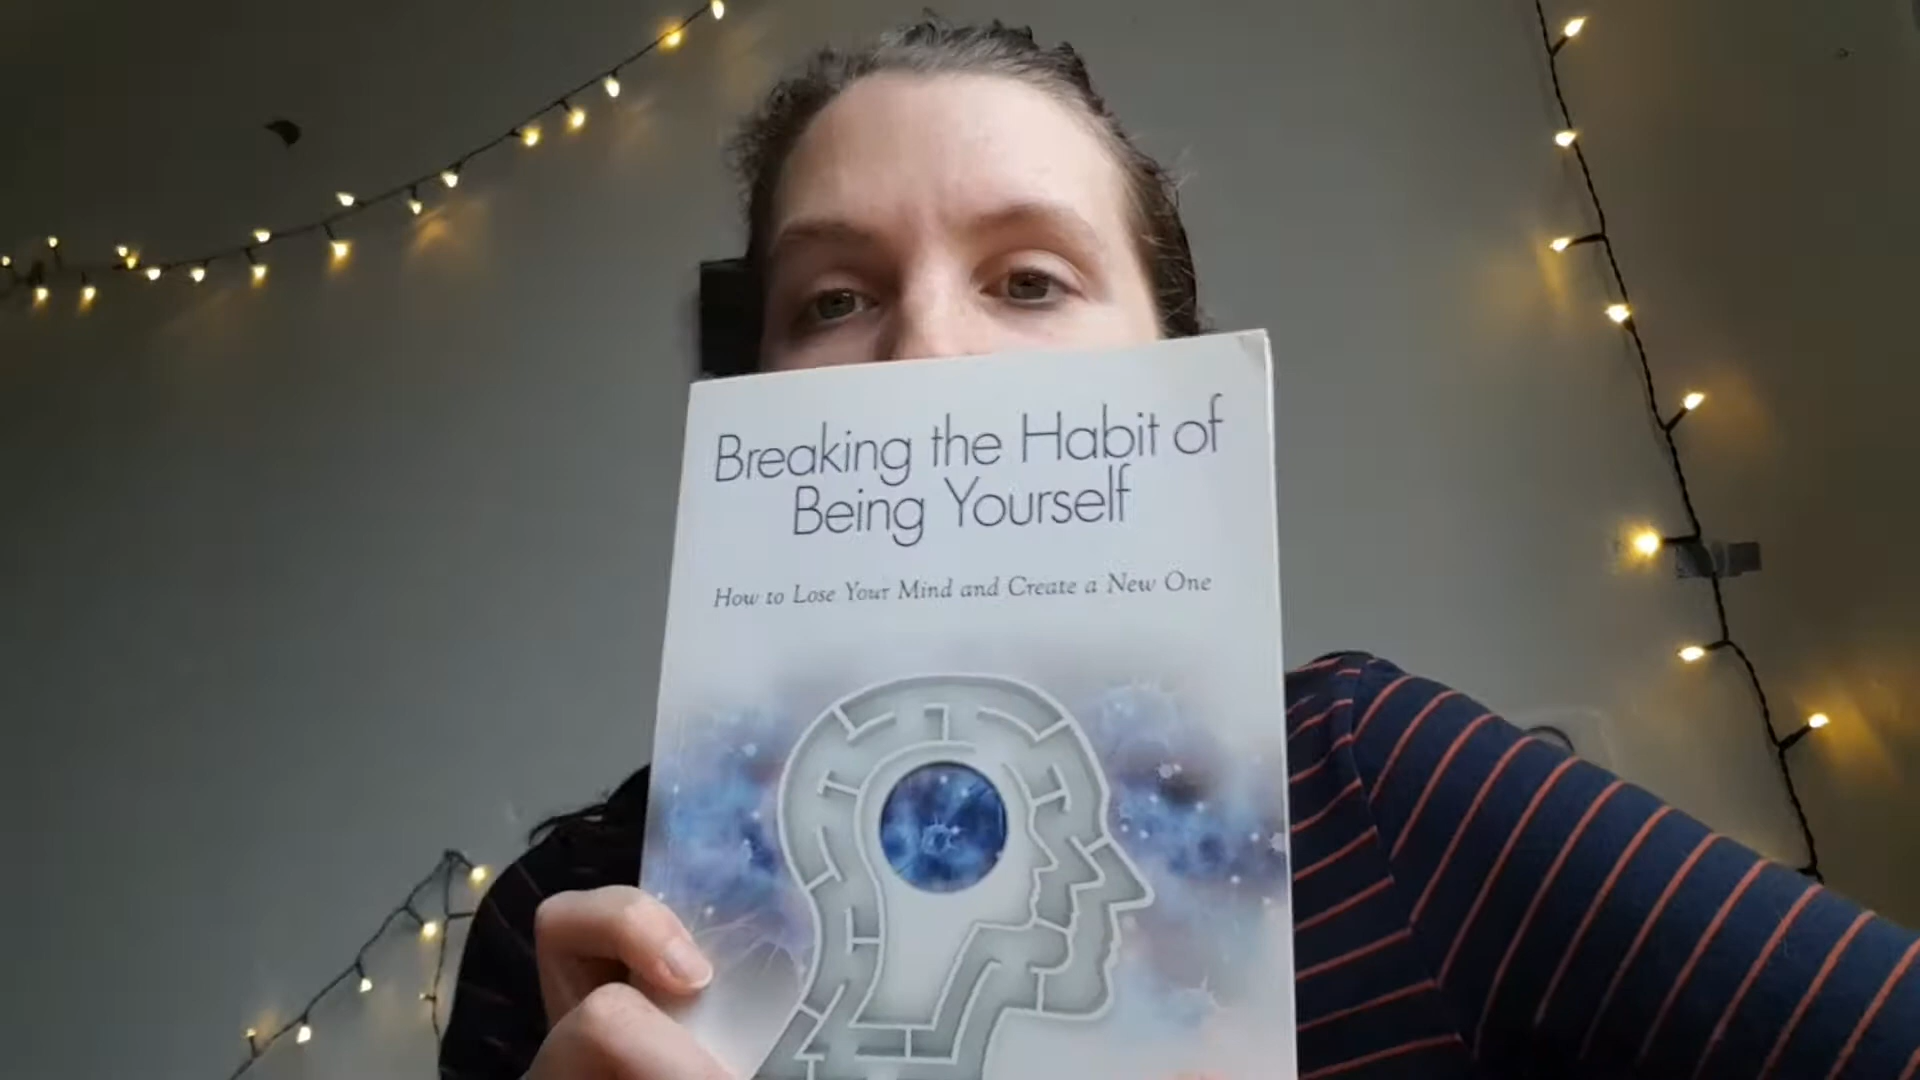 Breaking the Habit of
Being Yourself
How to Lose Your Mind and Create a New One